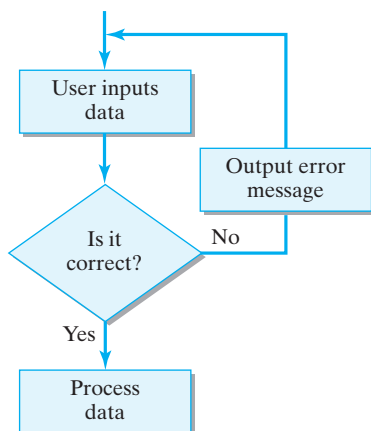 User inputs
data
Output error
message
Is it
correct?
No
Yes
Process
data